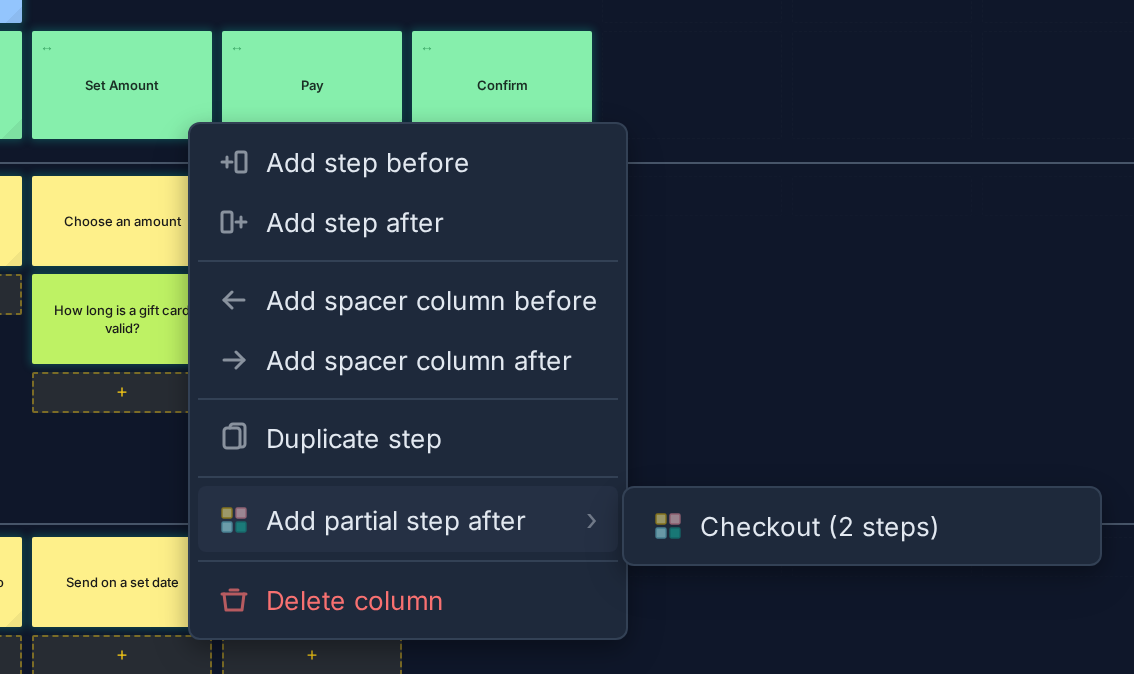 Set Amount
Pay
Confirm
Add step before
Add step after
Choose an amount
Add spacer column before
How long is a gift card
valid?
Add spacer column after
+
Duplicate step
Add partial step after
Checkout (2 steps)
Send on a set date
Delete column
+
+